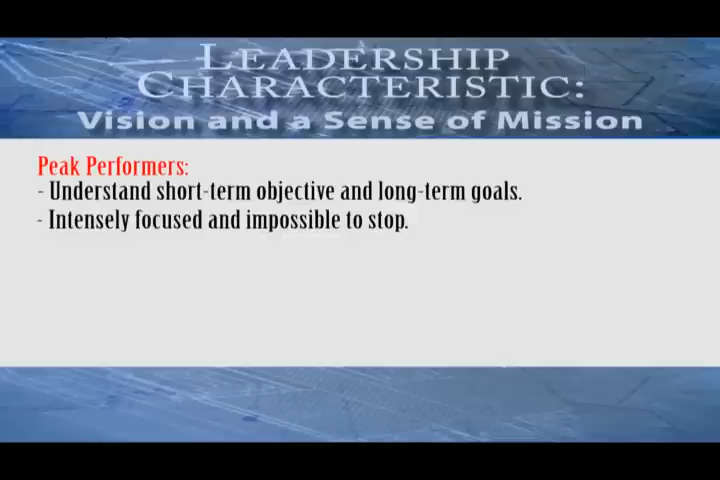 LEADERSHIP
CHARACTERISTIC:
Vision and a Sense of Mission
Peak Performers:
- Understand short-term objective and long-term goals.
- Intensely focused and impossible to stop.